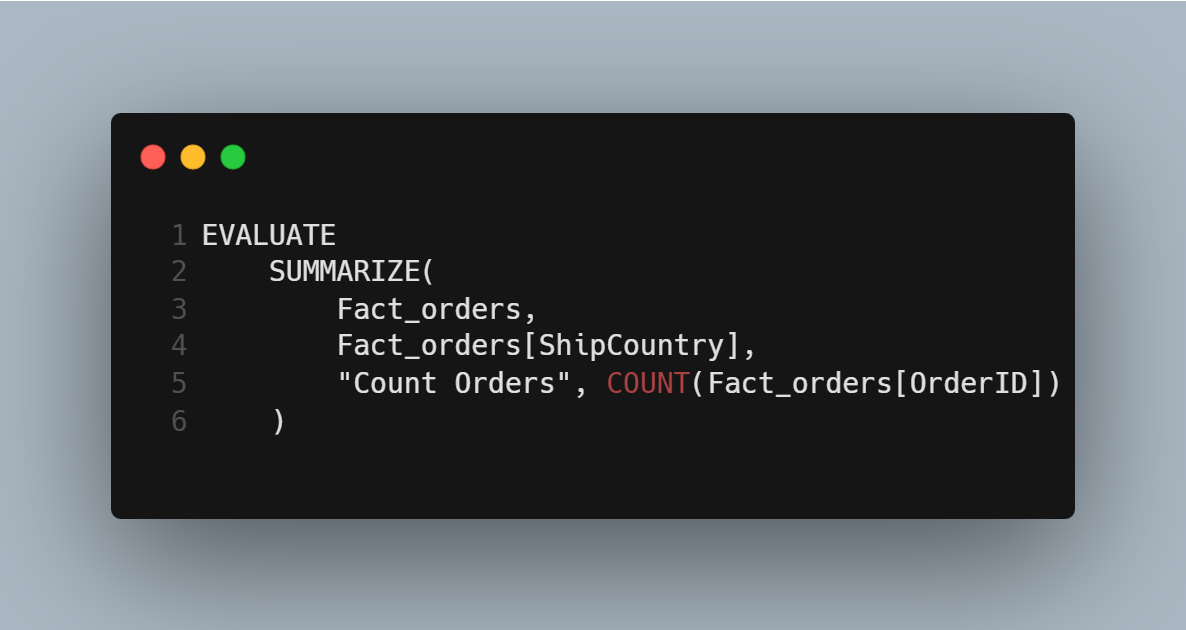 1 EVALUATE
2     SUMMARIZE(
3         Fact_orders,
4         Fact_orders[ShipCountry],
5         "Count Orders", COUNT(Fact_orders[OrderID])
6     )